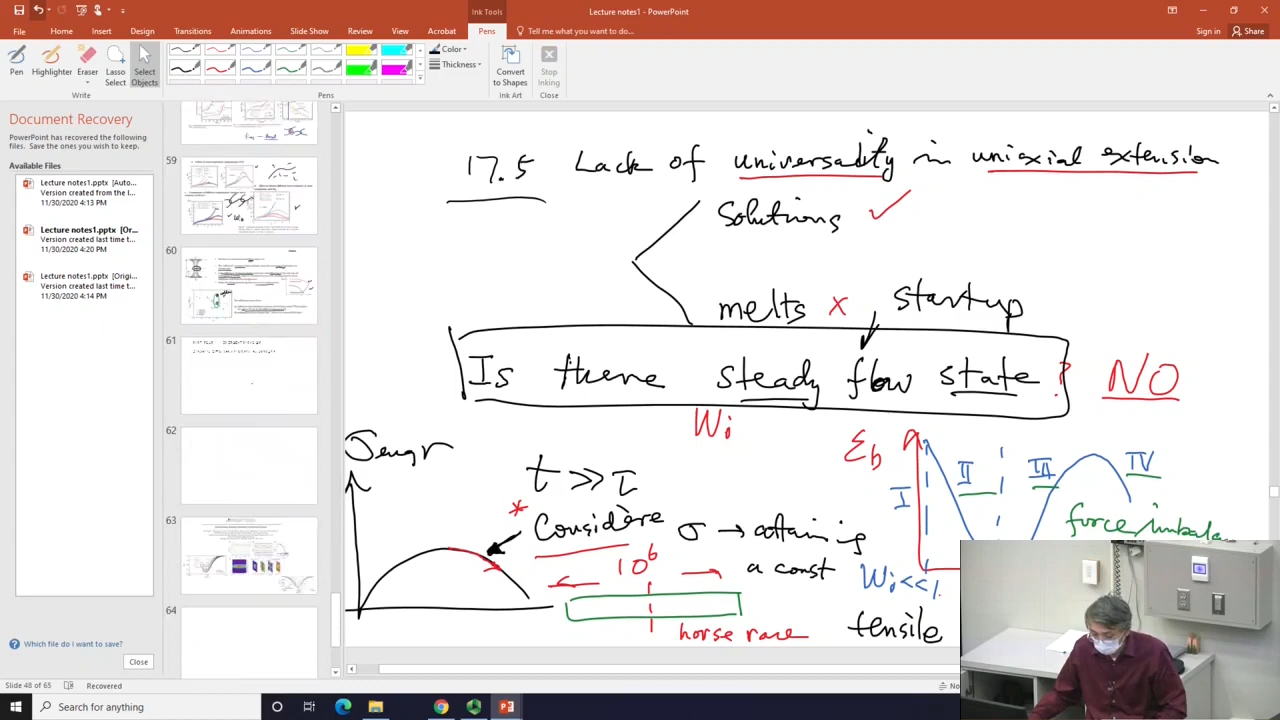 Ink Tools
Lecture notes1 - PowerPoint
File Home Insert Design Transitions Animations Slide Show Review View Acrobat Pens Tell me what you want to do...
Sign in Share
Pen Highlighter Eraser Lasso Select Select Objects
Color
Thickness
Convert to Shapes
Stop Inking
Write Pens Ink Art Close
Document Recovery
PowerPoint has recovered the following files. Save the ones you wish to keep.
Available Files
Lecture notes1.pptx [Auto...
Version created from the l...
11/30/2020 4:13 PM
Lecture notes1.pptx [Or...
Version created last time t...
11/30/2020 4:20 PM
Lecture notes1.pptx [Origi...
Version created last time t...
11/30/2020 4:14 PM
Which file do I want to save?
Close
59
60
61
62
63
64
17.5 Lack of universality in uniaxial extension
Solutions ✓
melts x startup
Is there steady flow state? NO
Wi
σengr
t >> τ
* Considère σ → obtaining a const
10^6
horse race
tensile
εb
I II III IV
force imbala
Wi<<1
Slide 48 of 65 Recovered
Search for anything